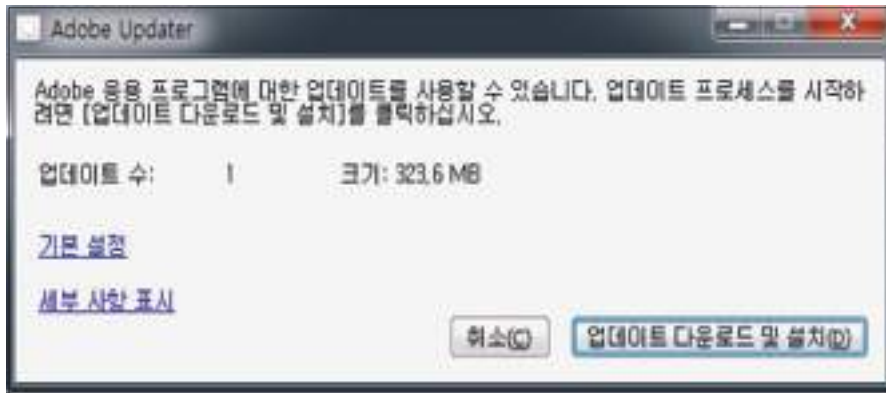 Adobe Updater
Adobe 응용 프로그램에 대한 업데이트를 사용할 수 있습니다. 업데이트 프로세스를 시작하
려면 [업데이트 다운로드 및 설치]를 클릭하십시오.
업데이트 수: 1 크기: 323.6 MB
기본 설정
세부 사항 표시
취소(C) 업데이트 다운로드 및 설치(D)